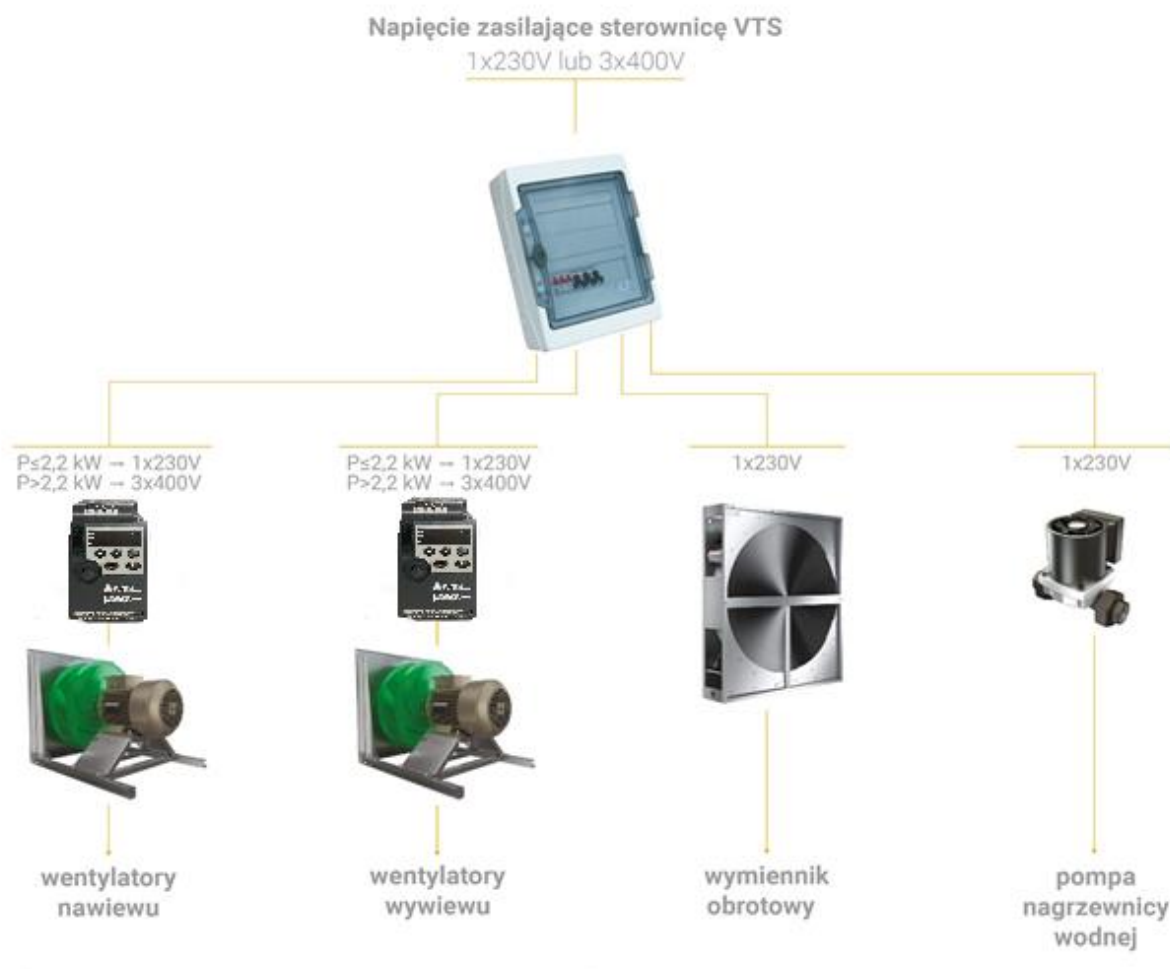 Napięcie zasilające sterownicę VTS
1x230V lub 3x400V
P≤2,2 kW → 1x230V
P>2,2 kW → 3x400V
P≤2,2 kW → 1x230V
P>2,2 kW → 3x400V
1x230V
1x230V
wentylatory
nawiewu
wentylatory
wywiewu
wymiennik
obrotowy
pompa
nagrzewnicy
wodnej